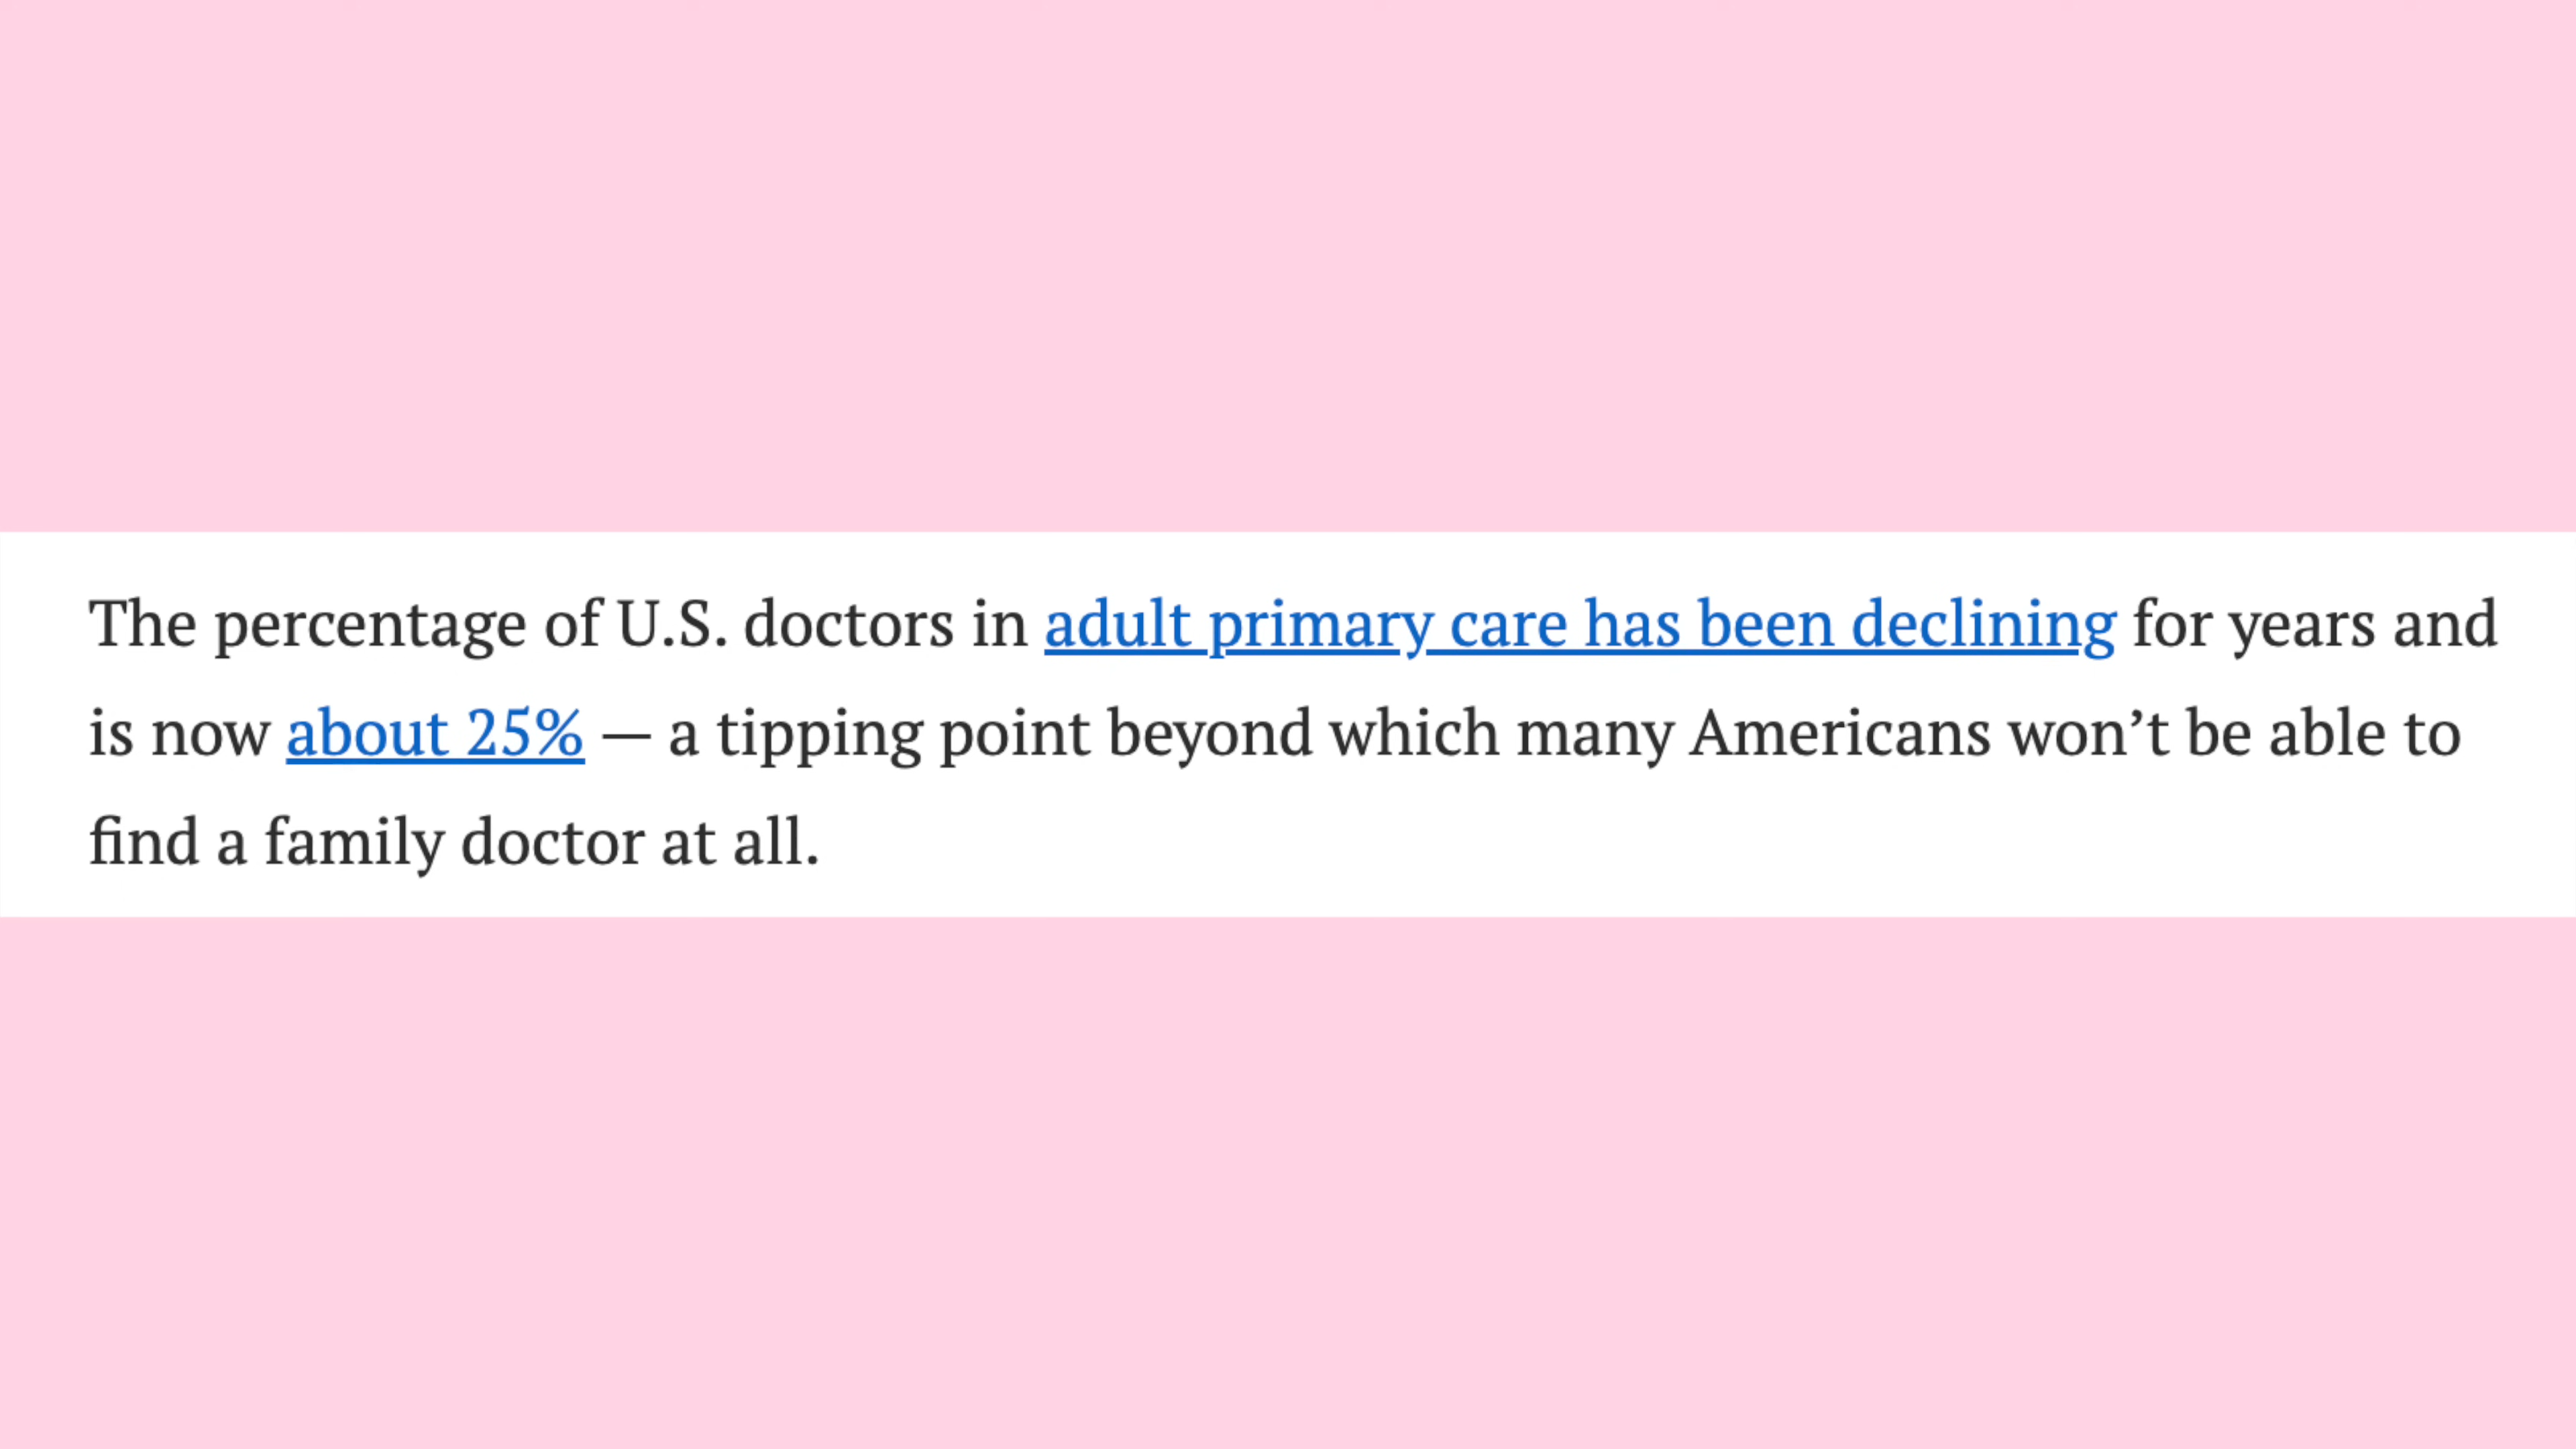 The percentage of U.S. doctors in adult primary care has been declining for years and
is now about 25% — a tipping point beyond which many Americans won’t be able to
find a family doctor at all.